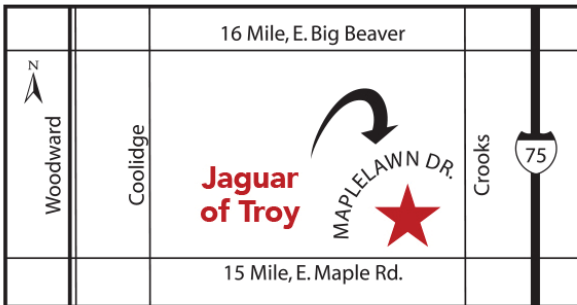 16 Mile, E. Big Beaver
N
Woodward
Coolidge
Jaguar
of Troy
MAPLELAWN DR.
Crooks
75
15 Mile, E. Maple Rd.